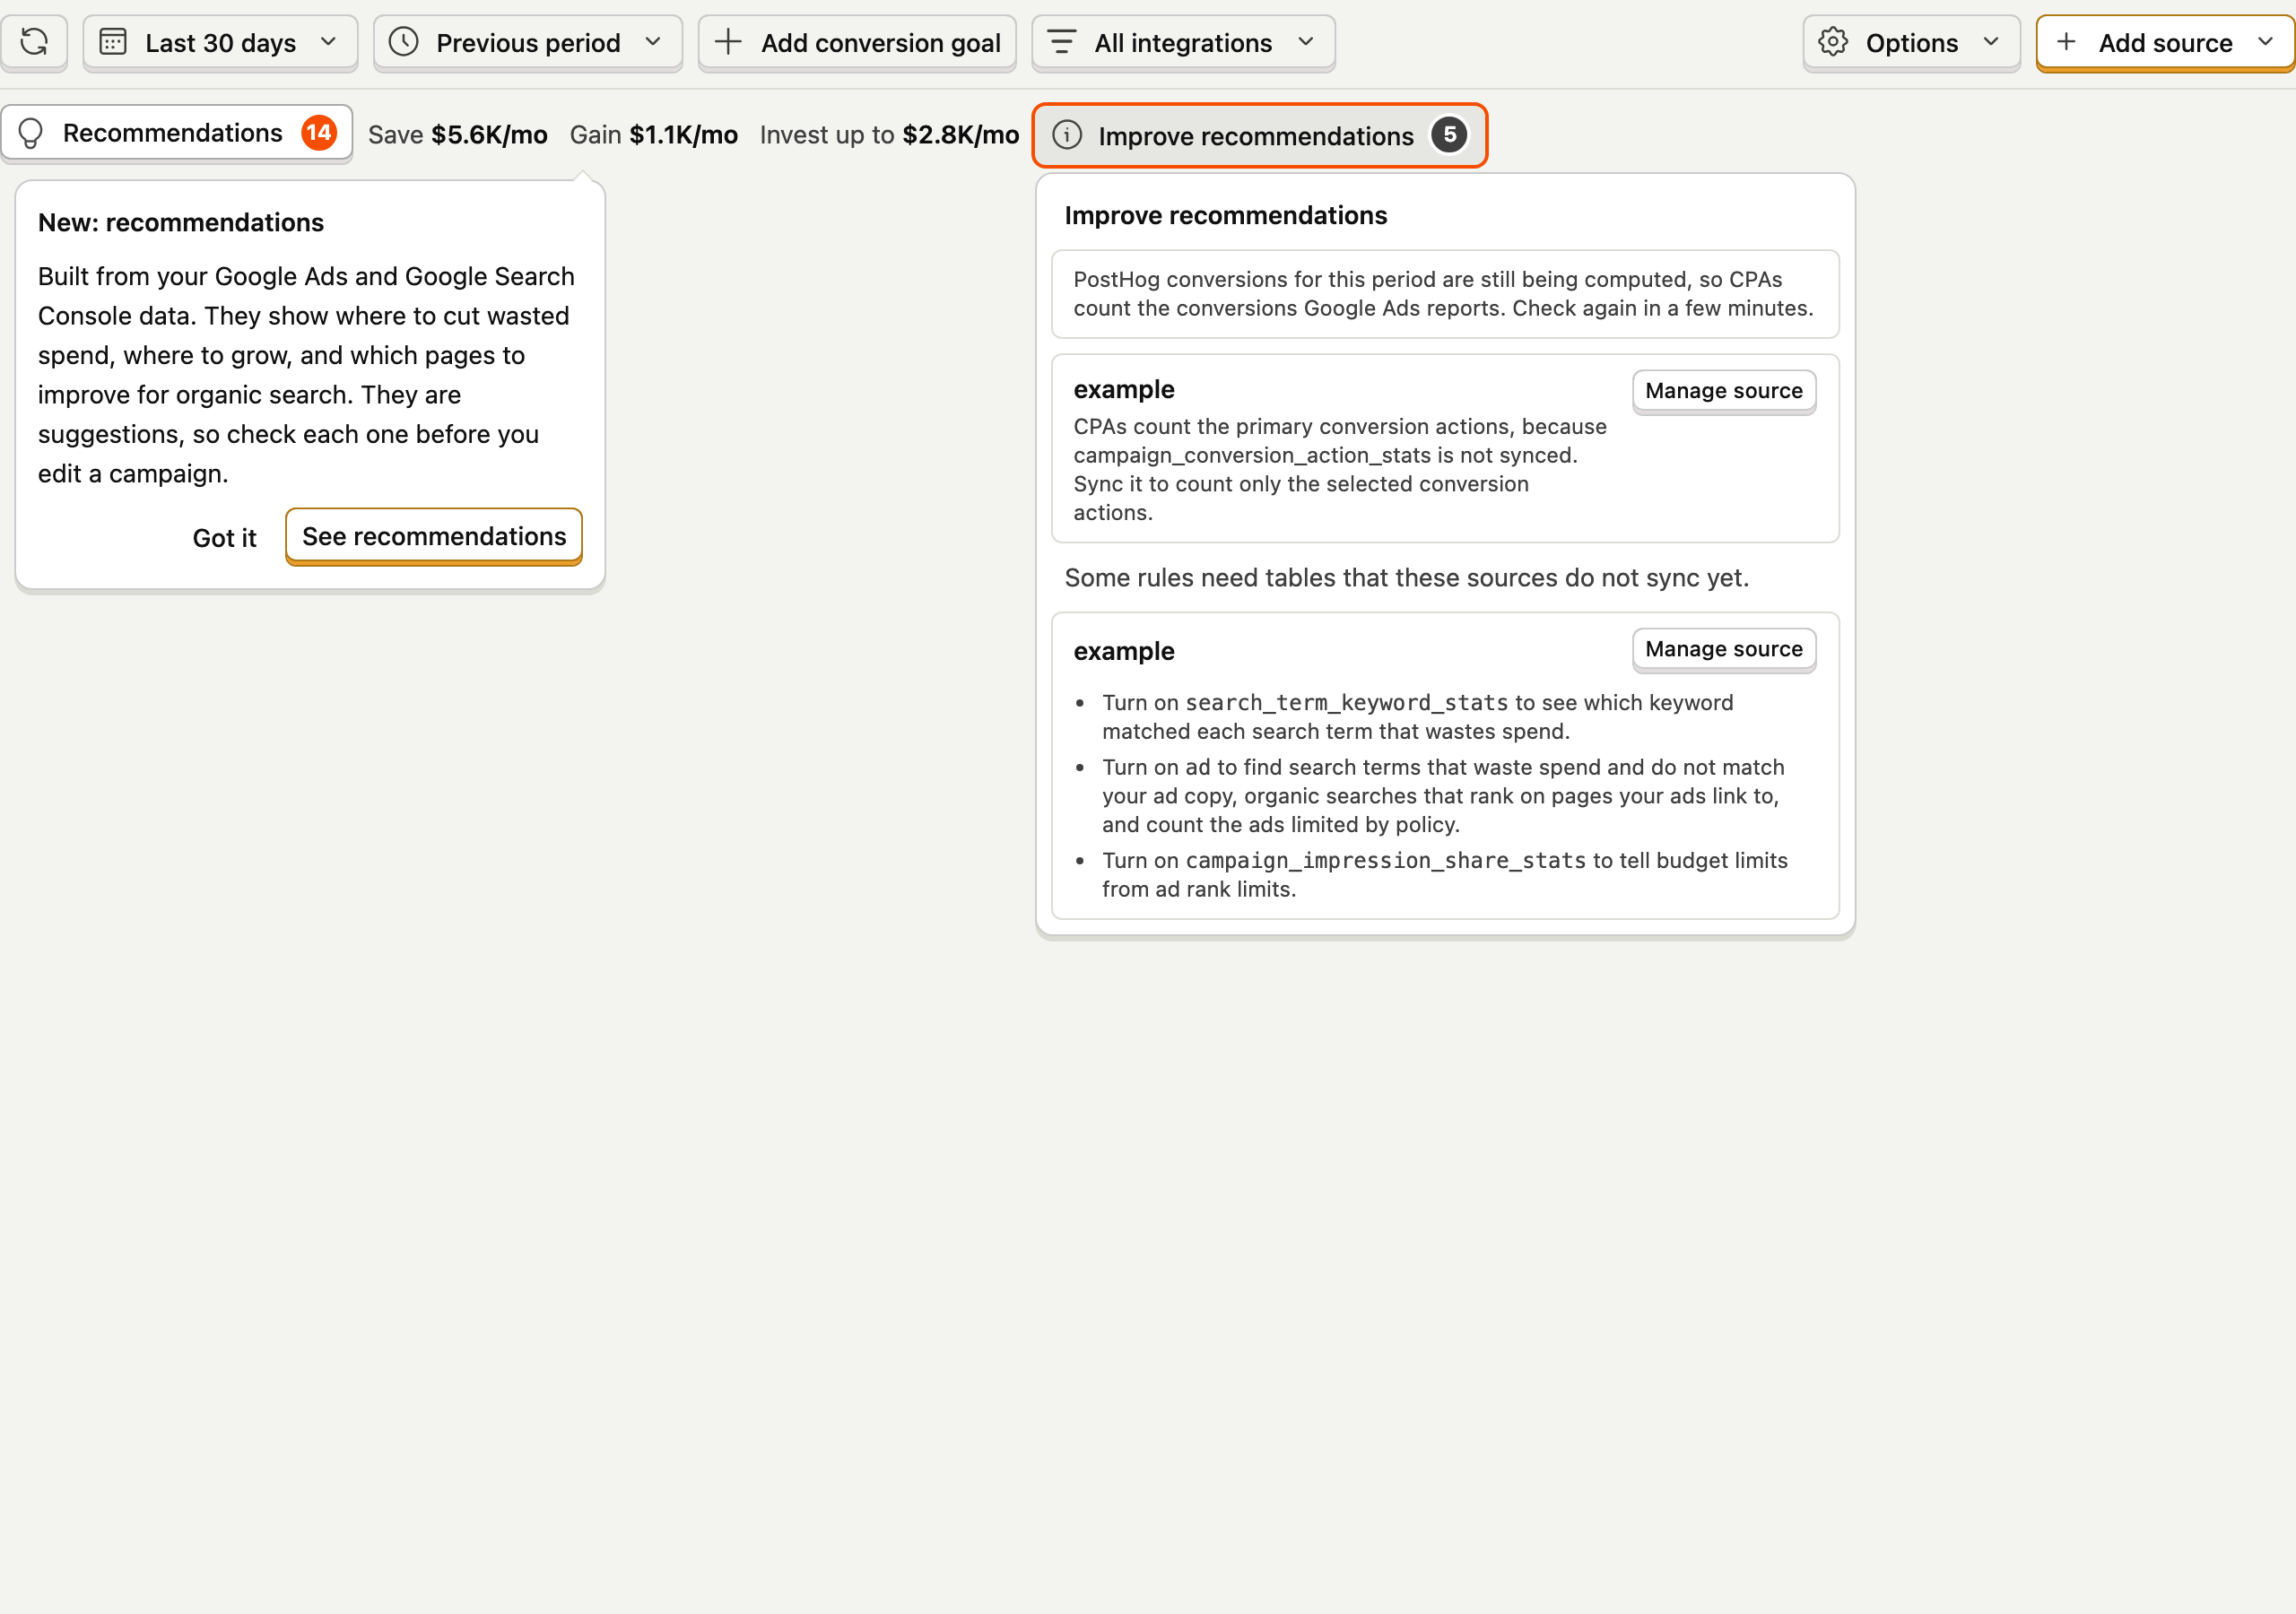 Last 30 days
Previous period
Add conversion goal
All integrations
Options
Add source
Recommendations 14
Save $5.6K/mo Gain $1.1K/mo Invest up to $2.8K/mo
Improve recommendations 5
New: recommendations
Built from your Google Ads and Google Search
Console data. They show where to cut wasted
spend, where to grow, and which pages to
improve for organic search. They are
suggestions, so check each one before you
edit a campaign.
Got it
See recommendations
Improve recommendations
PostHog conversions for this period are still being computed, so CPAs
count the conversions Google Ads reports. Check again in a few minutes.
example
Manage source
CPAs count the primary conversion actions, because
campaign_conversion_action_stats is not synced.
Sync it to count only the selected conversion
actions.
Some rules need tables that these sources do not sync yet.
example
Manage source
• Turn on search_term_keyword_stats to see which keyword
matched each search term that wastes spend.
• Turn on ad to find search terms that waste spend and do not match
your ad copy, organic searches that rank on pages your ads link to,
and count the ads limited by policy.
• Turn on campaign_impression_share_stats to tell budget limits
from ad rank limits.